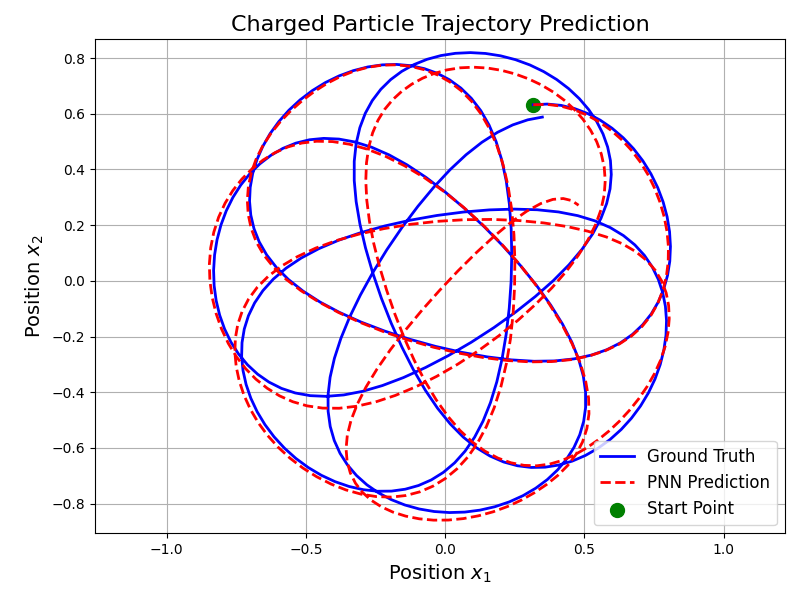 Charged Particle Trajectory Prediction
Position x₂
0.8
0.6
0.4
0.2
0.0
−0.2
−0.4
−0.6
−0.8
Ground Truth
PNN Prediction
Start Point
−1.0 −0.5 0.0 0.5 1.0
Position x₁